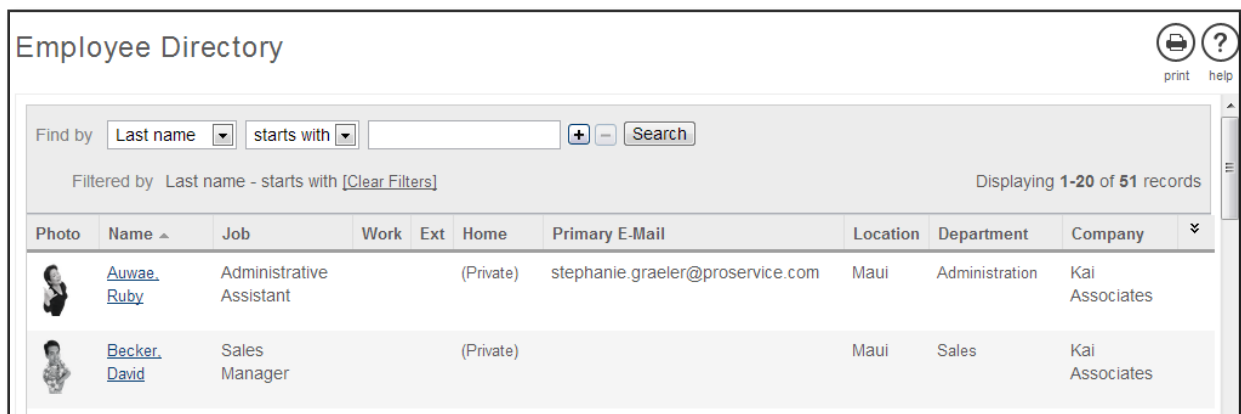 Employee Directory
print help
Find by Last name starts with + - Search
Filtered by Last name - starts with [Clear Filters] Displaying 1-20 of 51 records
Photo Name Job Work Ext Home Primary E-Mail Location Department Company
Auwae, Administrative (Private) stephanie.graeler@proservice.com Maui Administration Kai
Ruby Assistant Associates
Becker, Sales (Private) Maui Sales Kai
David Manager Associates